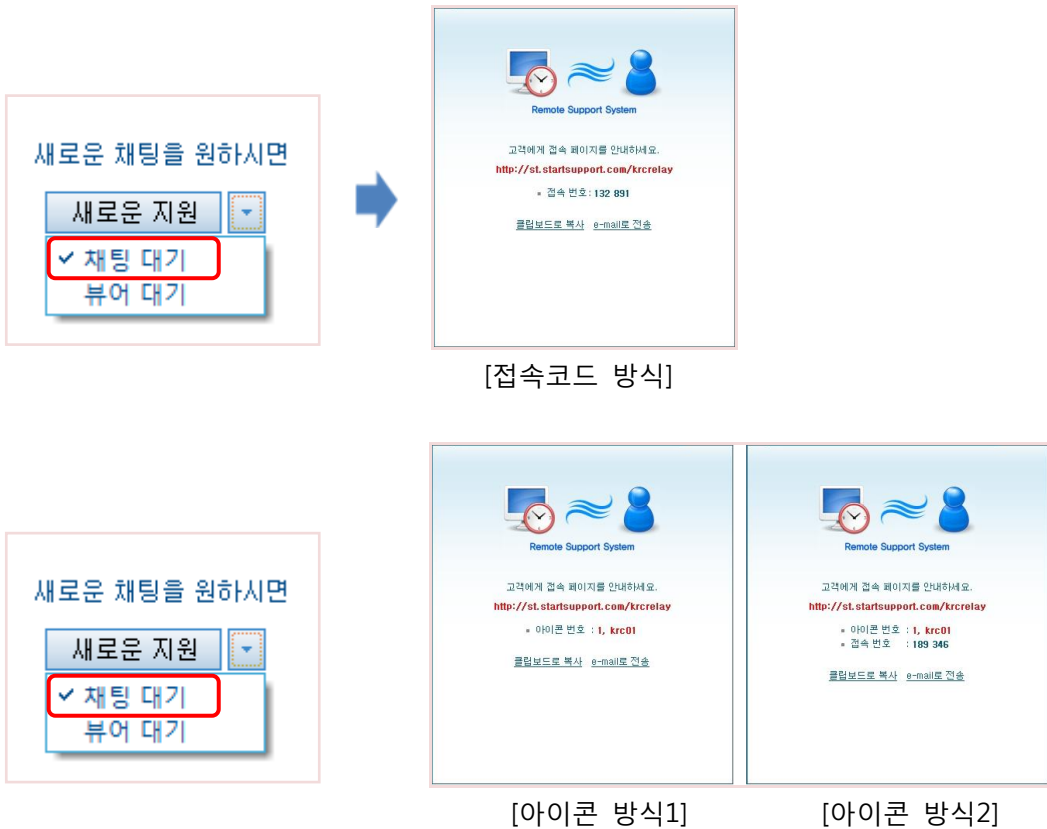 새로운 채팅을 원하시면
새로운 지원
채팅 대기
뷰어 대기
Remote Support System
고객에게 접속 페이지를 안내하세요.
http://st.startsupport.com/krcrelay
접속 번호: 132 891
클립보드로 복사 e-mail로 전송
[접속코드 방식]
새로운 채팅을 원하시면
새로운 지원
채팅 대기
뷰어 대기
Remote Support System
고객에게 접속 페이지를 안내하세요.
http://st.startsupport.com/krcrelay
아이콘 번호 : 1, krc01
클립보드로 복사 e-mail로 전송
[아이콘 방식1]
Remote Support System
고객에게 접속 페이지를 안내하세요.
http://st.startsupport.com/krcrelay
아이콘 번호 : 1, krc01
접속 번호 : 189 346
클립보드로 복사 e-mail로 전송
[아이콘 방식2]